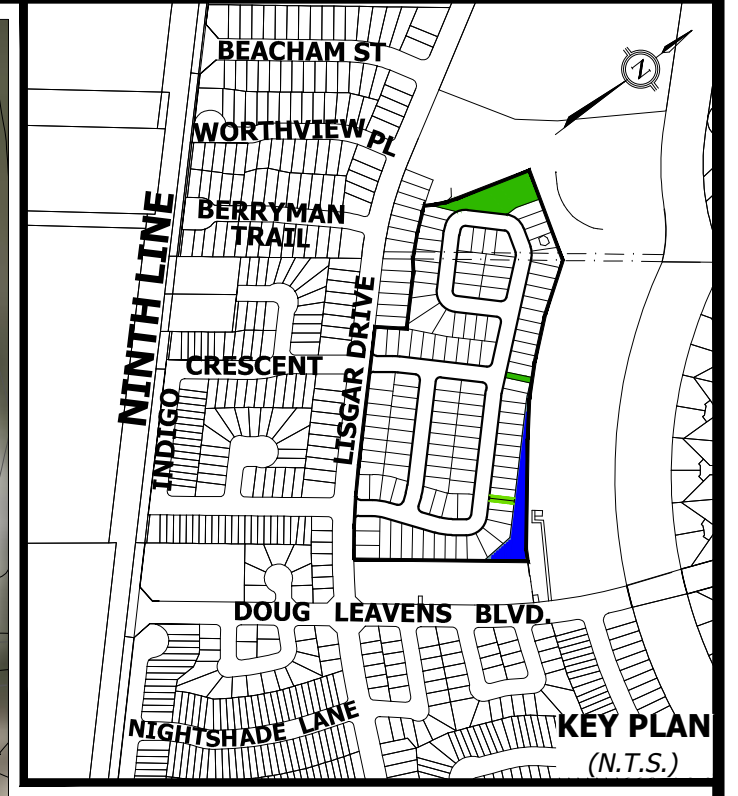 BEACHAM ST
WORTHVIEW PL
BERRYMAN
TRAIL
NINTH LINE
LISGAR DRIVE
CRESCENT
INDIGO
DOUG LEAVENS BLVD.
NIGHTSHADE LANE
KEY PLAN
(N.T.S.)
N